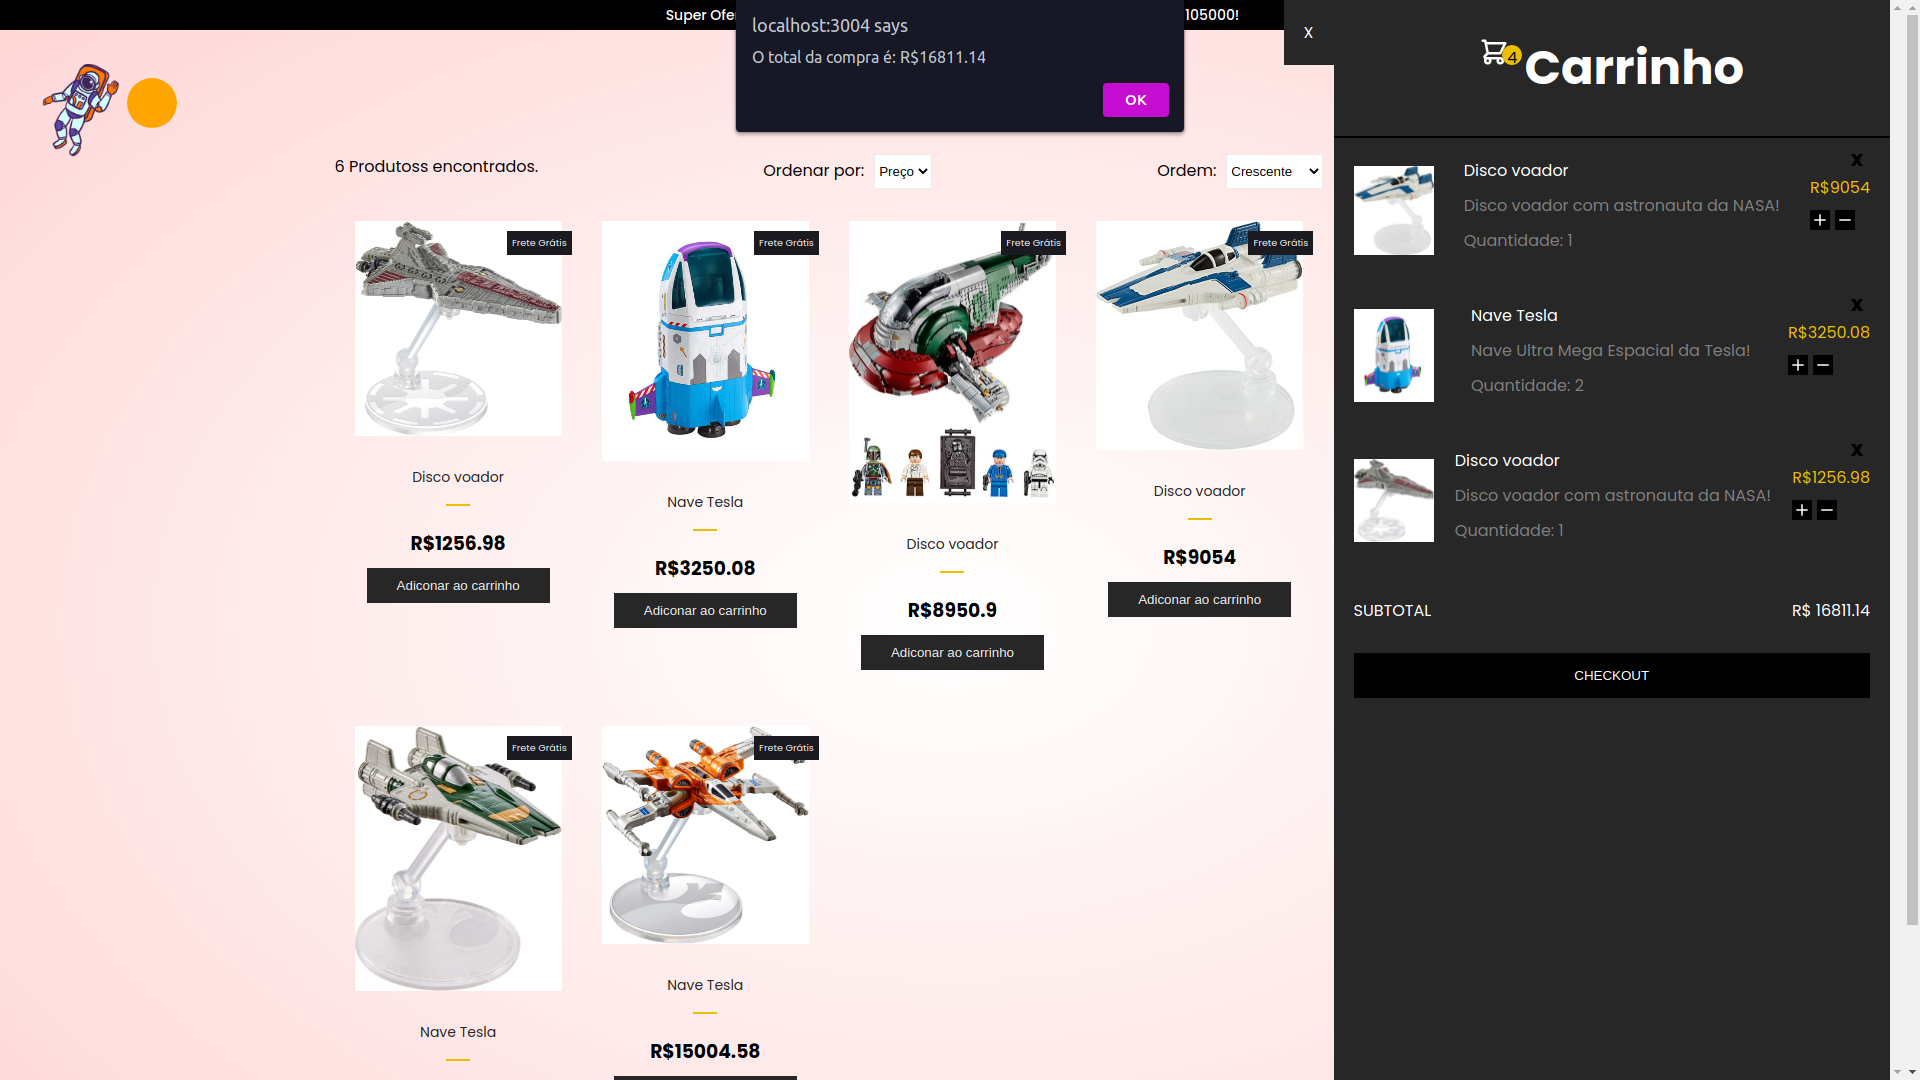 Super Ofer
105000!
localhost:3004 says
O total da compra é: R$16811.14
OK
X
4
Carrinho
6 Produtoss encontrados.
Ordenar por:
Preço
Ordem:
Crescente
Frete Grátis
Disco voador
R$1256.98
Adiconar ao carrinho
Frete Grátis
Nave Tesla
R$3250.08
Adiconar ao carrinho
Frete Grátis
Disco voador
R$8950.9
Adiconar ao carrinho
Frete Grátis
Disco voador
R$9054
Adiconar ao carrinho
Frete Grátis
Nave Tesla
Frete Grátis
Nave Tesla
R$15004.58
X
Disco voador
R$9054
Disco voador com astronauta da NASA!
+ −
Quantidade: 1
X
Nave Tesla
R$3250.08
Nave Ultra Mega Espacial da Tesla!
+ −
Quantidade: 2
X
Disco voador
R$1256.98
Disco voador com astronauta da NASA!
+ −
Quantidade: 1
SUBTOTAL
R$ 16811.14
CHECKOUT